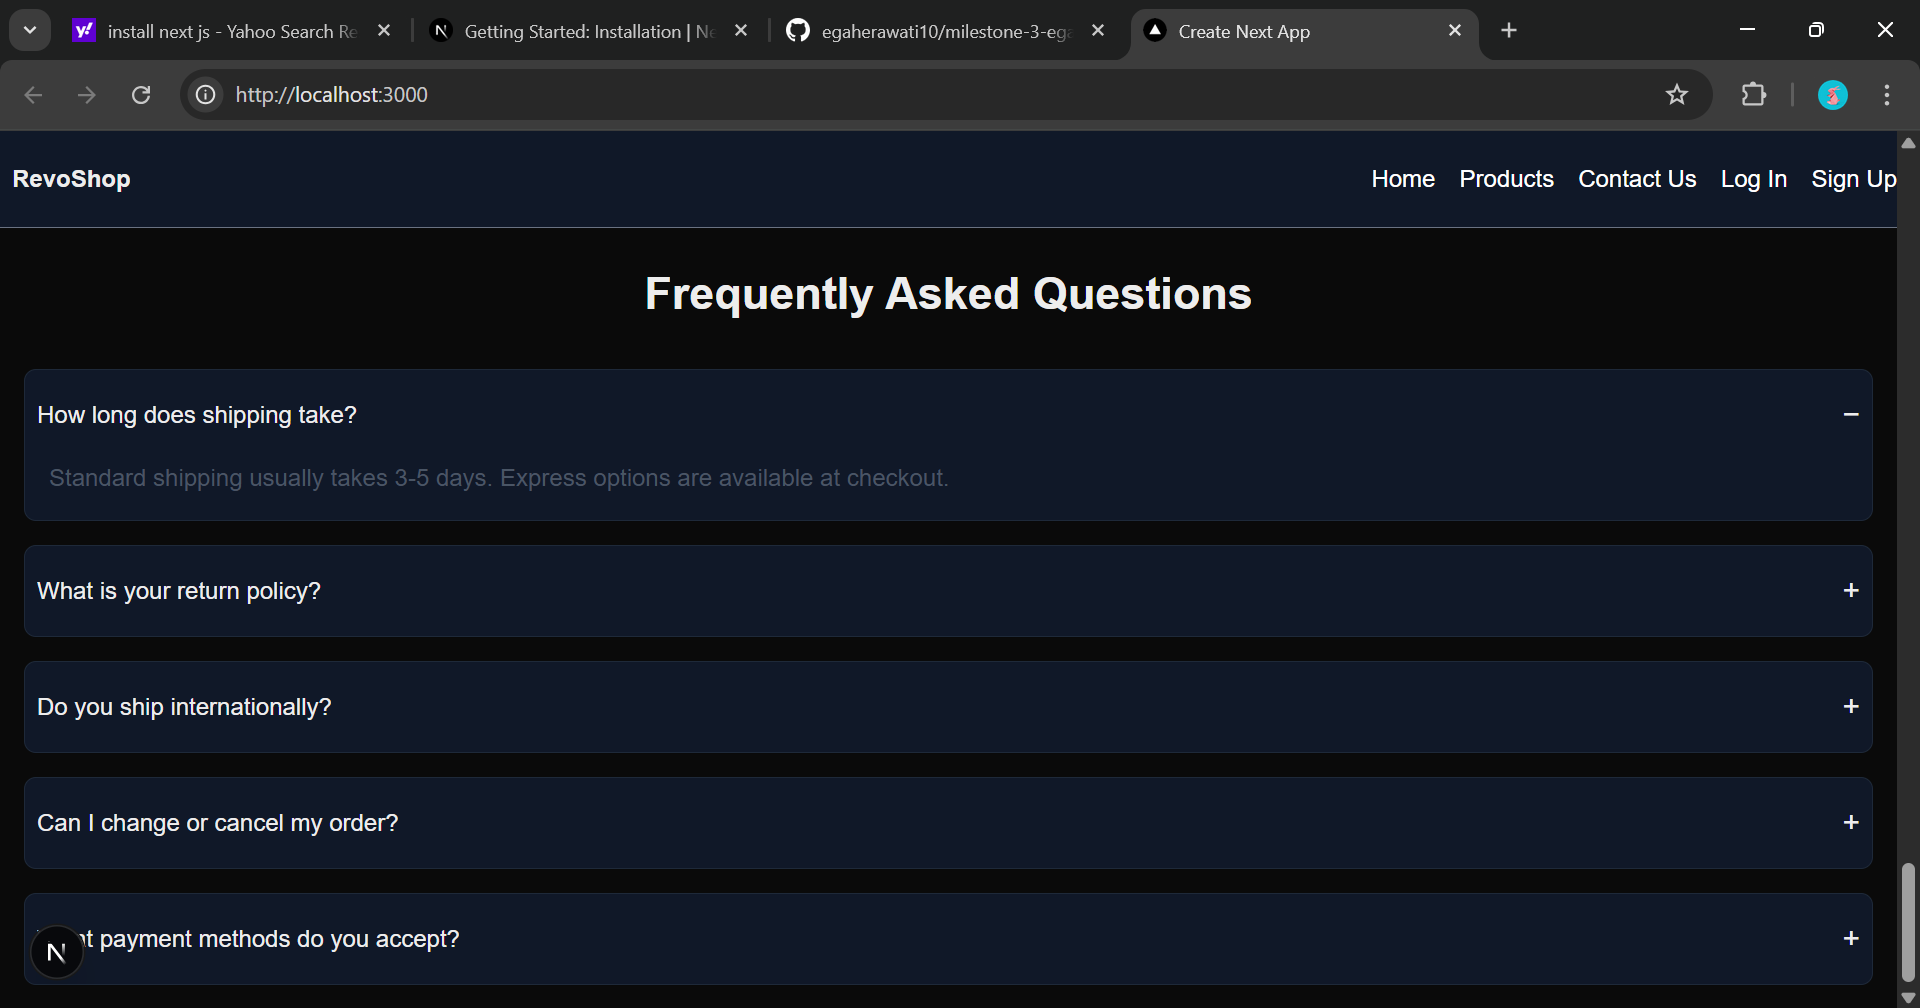 install next js - Yahoo Search Re
Getting Started: Installation | Ne
egaherawati10/milestone-3-ega
Create Next App
http://localhost:3000
RevoShop
Home Products Contact Us Log In Sign Up
Frequently Asked Questions
How long does shipping take?
−
Standard shipping usually takes 3-5 days. Express options are available at checkout.
What is your return policy?
+
Do you ship internationally?
+
Can I change or cancel my order?
+
payment methods do you accept?
+
N